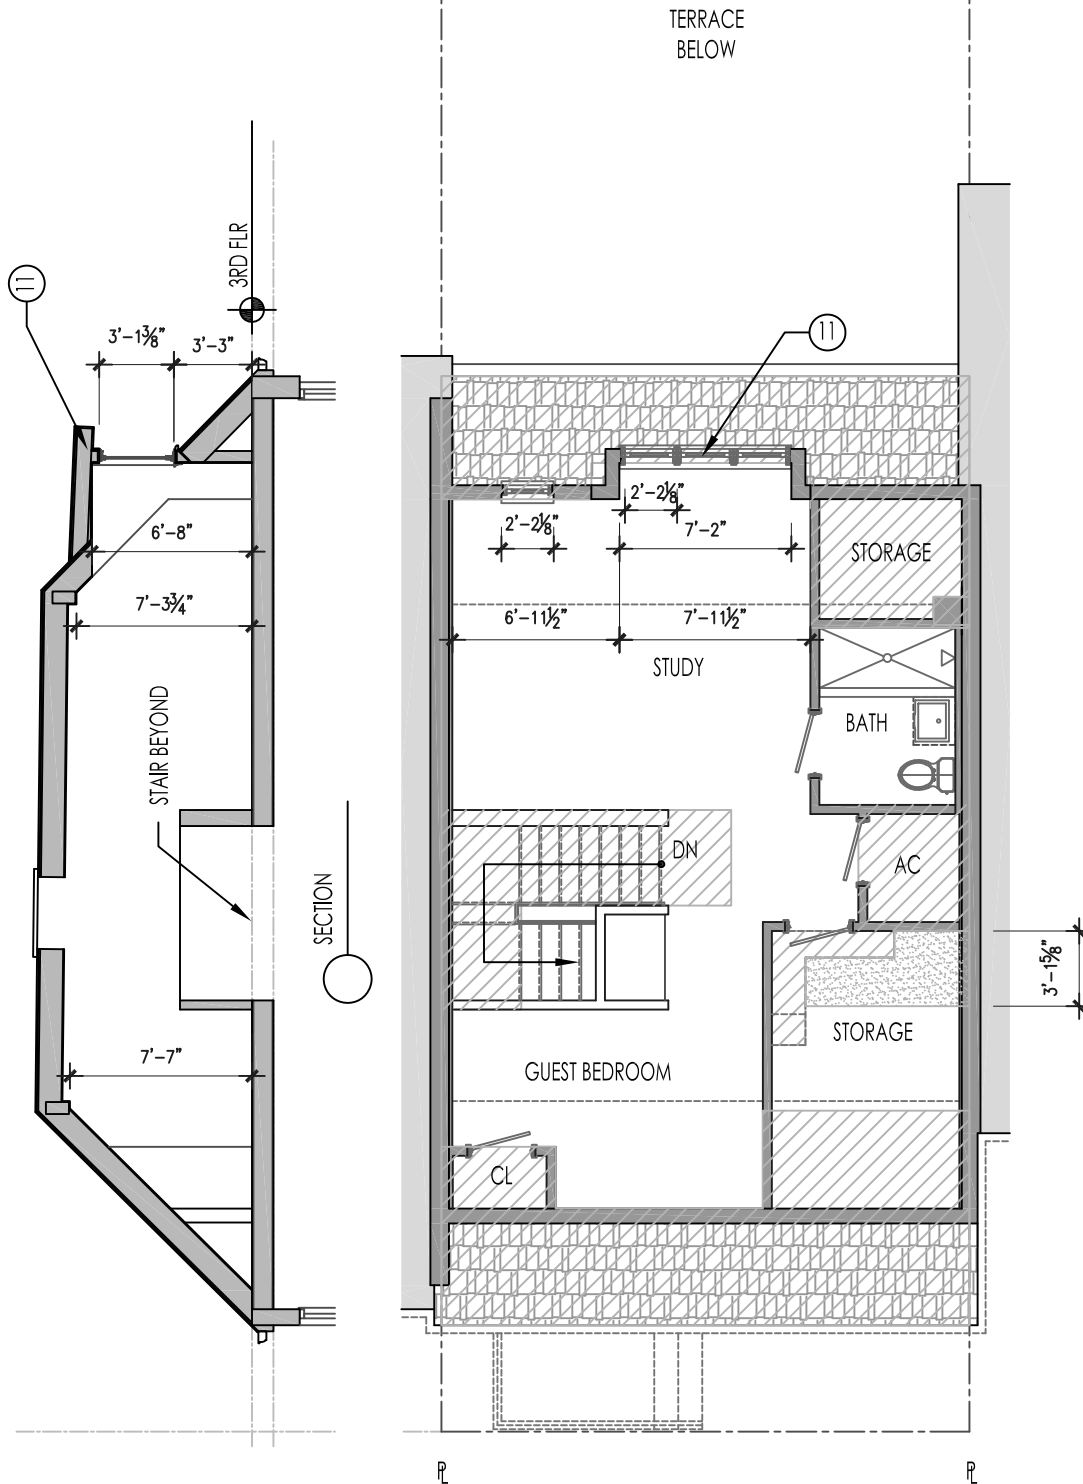 TERRACE
BELOW
3RD FLR
11
3'-1⅜"
3'-3"
11
2'-2⅛"
2'-2⅛"
7'-2"
6'-8"
STORAGE
7'-3¾"
6'-11½"
7'-11½"
STUDY
STAIR BEYOND
BATH
DN
AC
SECTION
3'-1⅝"
STORAGE
7'-7"
GUEST BEDROOM
CL
PL
PL